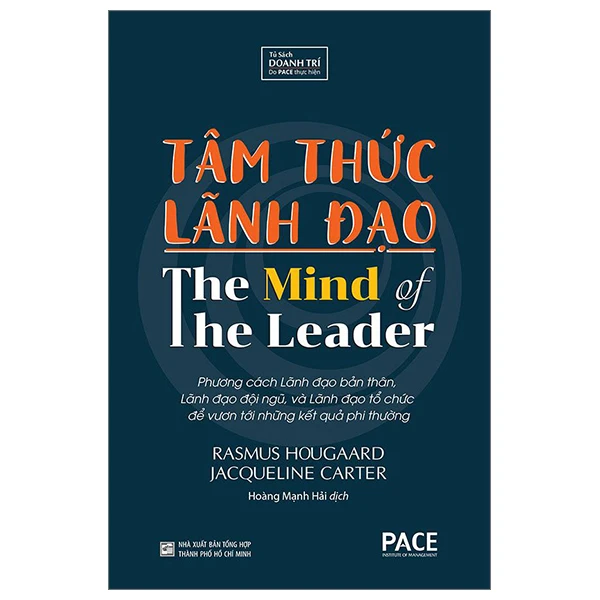 Tủ Sách
DOANH TRÍ
Do PACE thực hiện
TÂM THỨC
LÃNH ĐẠO
The Mind of
The Leader
Phương cách Lãnh đạo bản thân,
Lãnh đạo đội ngũ, và Lãnh đạo tổ chức
để vươn tới những kết quả phi thường
RASMUS HOUGAARD
JACQUELINE CARTER
Hoàng Mạnh Hải dịch
NHÀ XUẤT BẢN TỔNG HỢP
THÀNH PHỐ HỒ CHÍ MINH
PACE
INSTITUTE OF MANAGEMENT